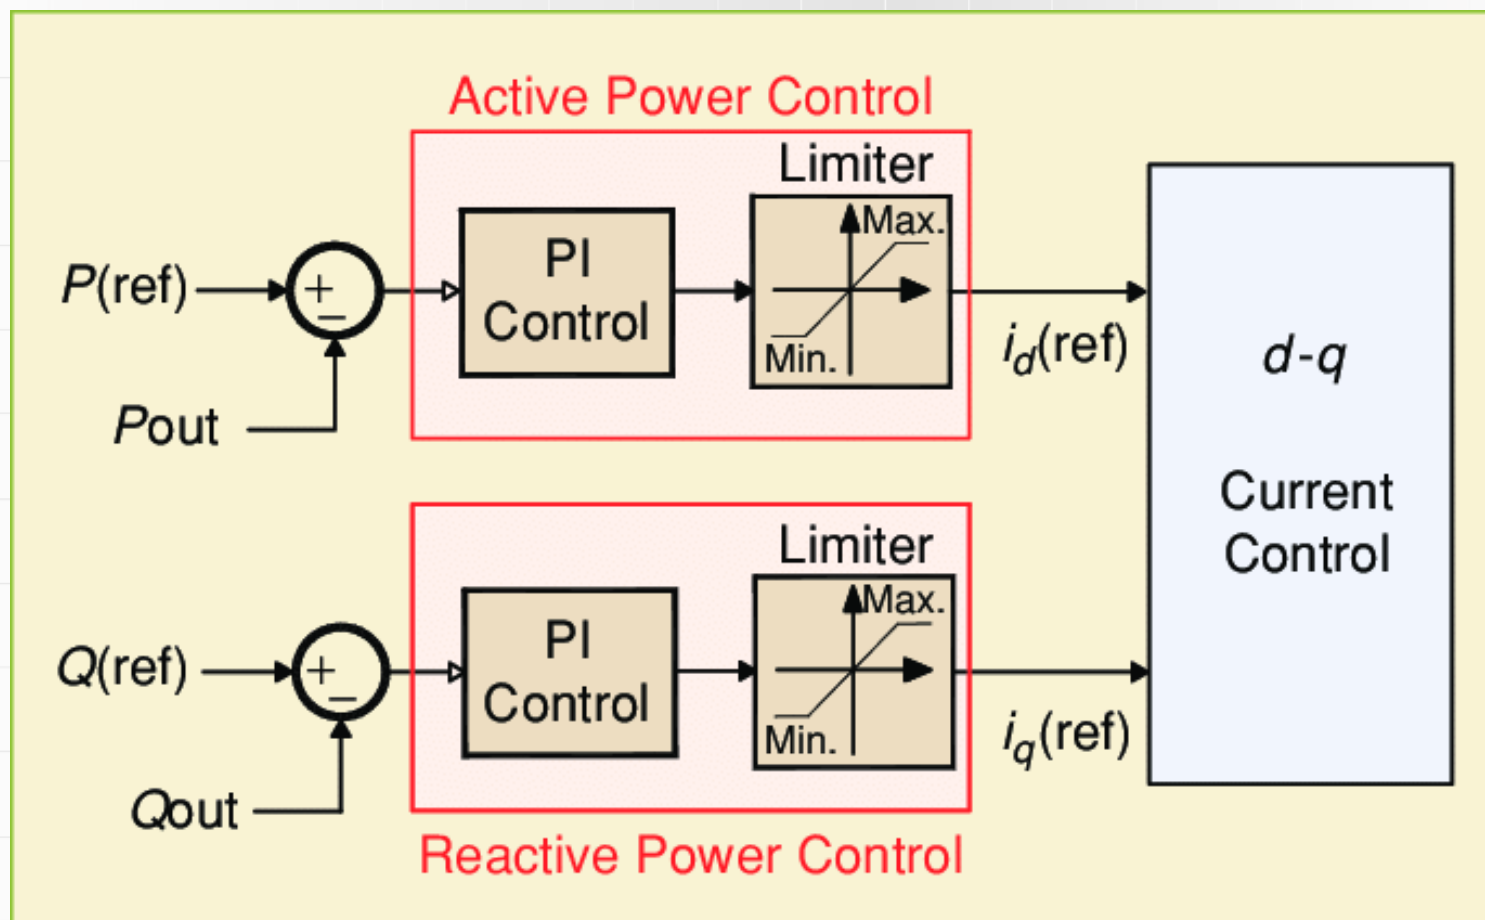 Active Power Control
Limiter
Max.
PI
Control
P(ref)
+
−
Min.
Pout
id(ref)
d-q
Current
Control
Limiter
Max.
PI
Control
Q(ref)
+
−
Min.
Qout
iq(ref)
Reactive Power Control